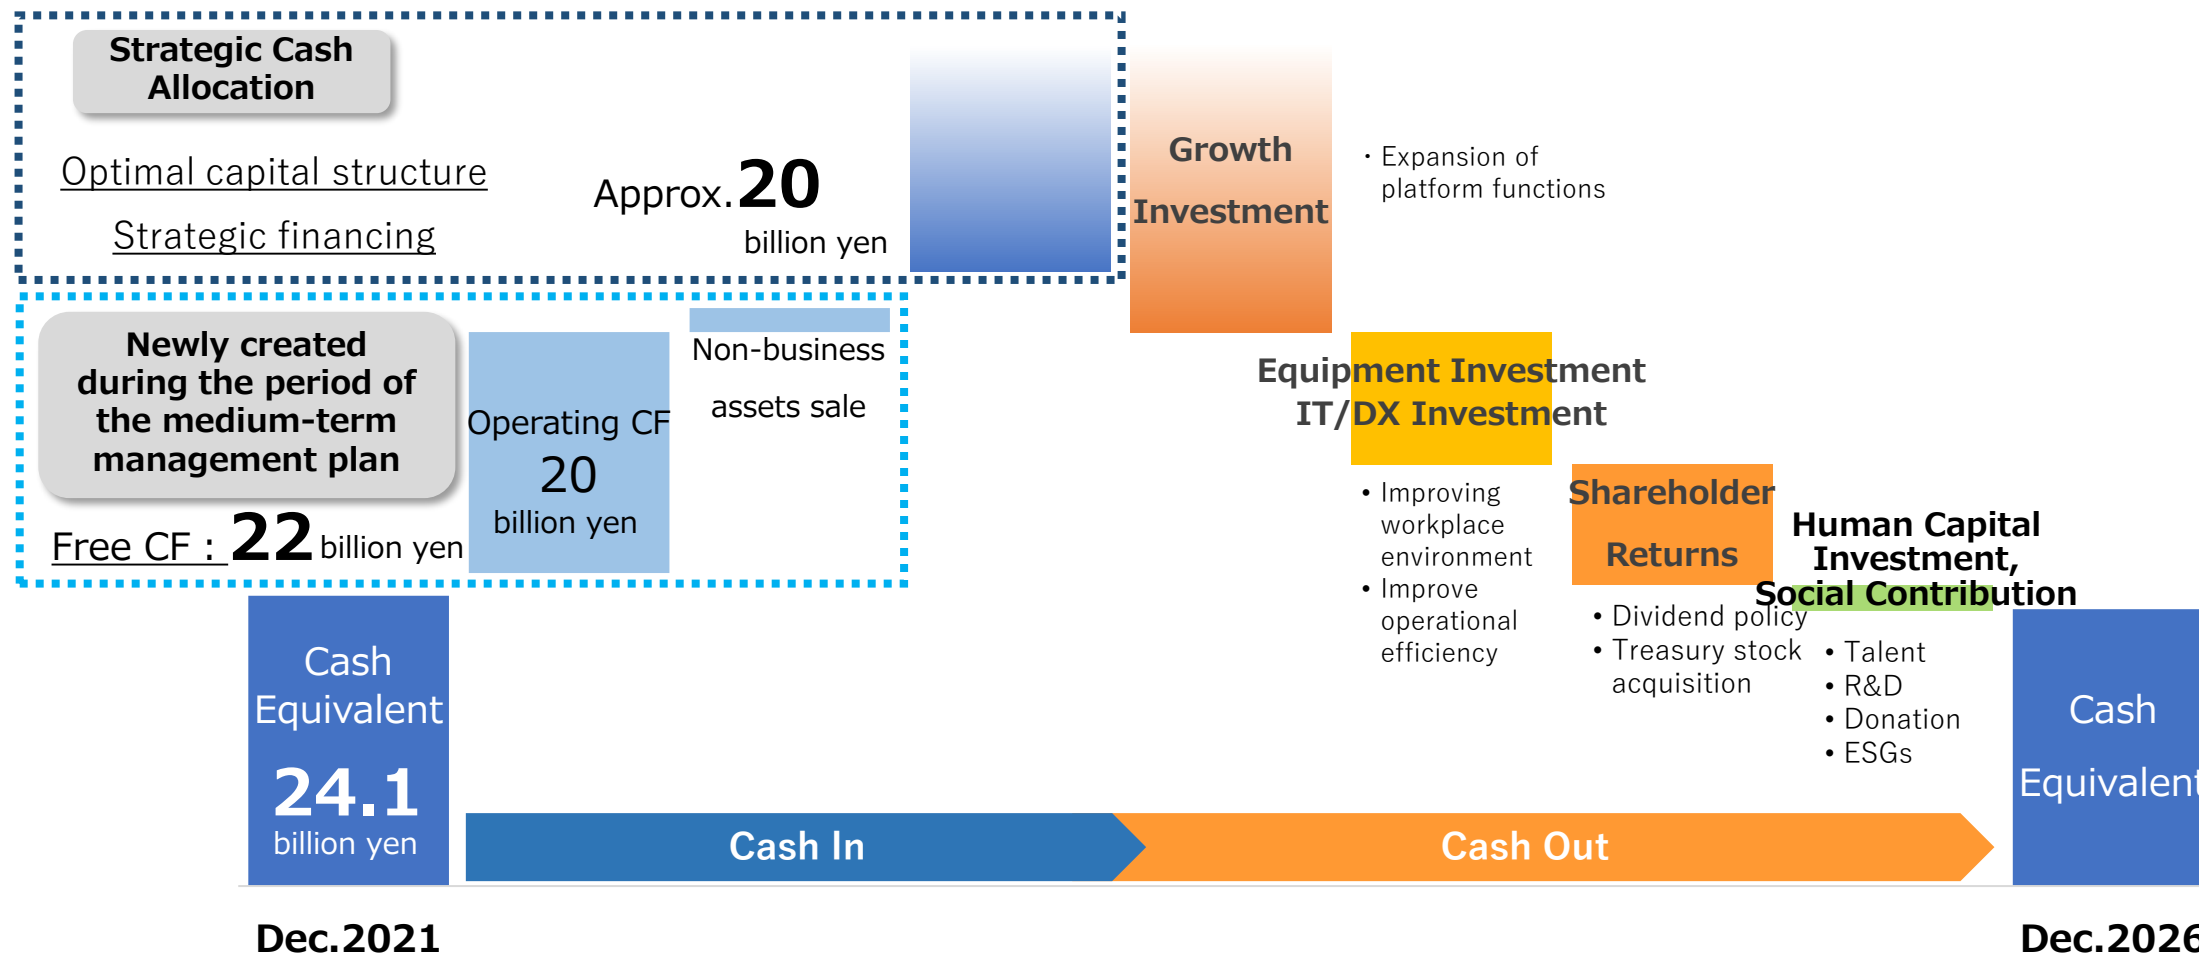 Strategic Cash
Allocation
Optimal capital structure
Strategic financing
Approx.20
billion yen
Growth
Investment
・Expansion of
platform functions
Newly created
during the period of
the medium-term
management plan
Free CF : 22 billion yen
Operating CF
20
billion yen
Non-business
assets sale
Equipment Investment
IT/DX Investment
• Improving
workplace
environment
• Improve
operational
efficiency
Shareholder
Returns
• Dividend policy
• Treasury stock
acquisition
Human Capital
Investment,
Social Contribution
• Talent
• R&D
• Donation
• ESGs
Cash
Equivalent
24.1
billion yen
Cash In
Cash Out
Cash
Equivalent
Dec.2021
Dec.2026